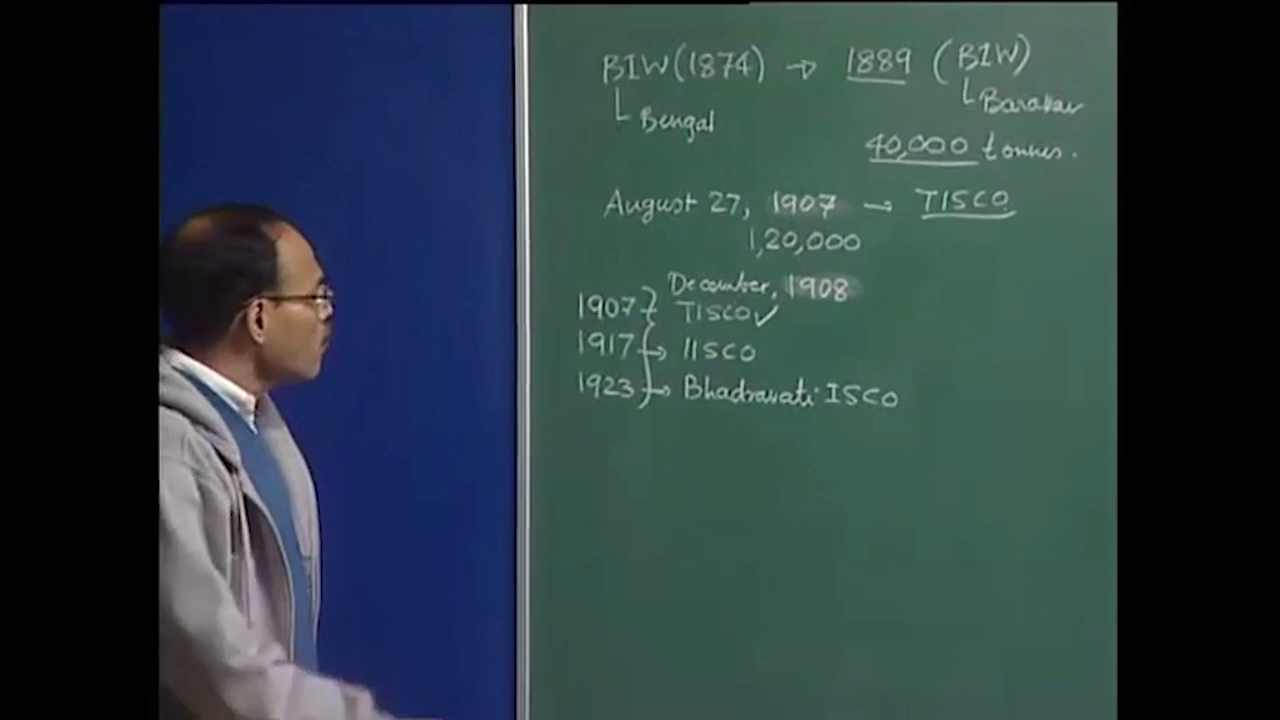 BIW (1874) → 1889 (BIW)
└ Bengal
└ Barakar
40,000 tonnes.
August 27, 1907 → TISCO
1,20,000
December, 1908
1907 } TISCO ✓
1917 → IISCO
1923 } → Bhadravati ISCO